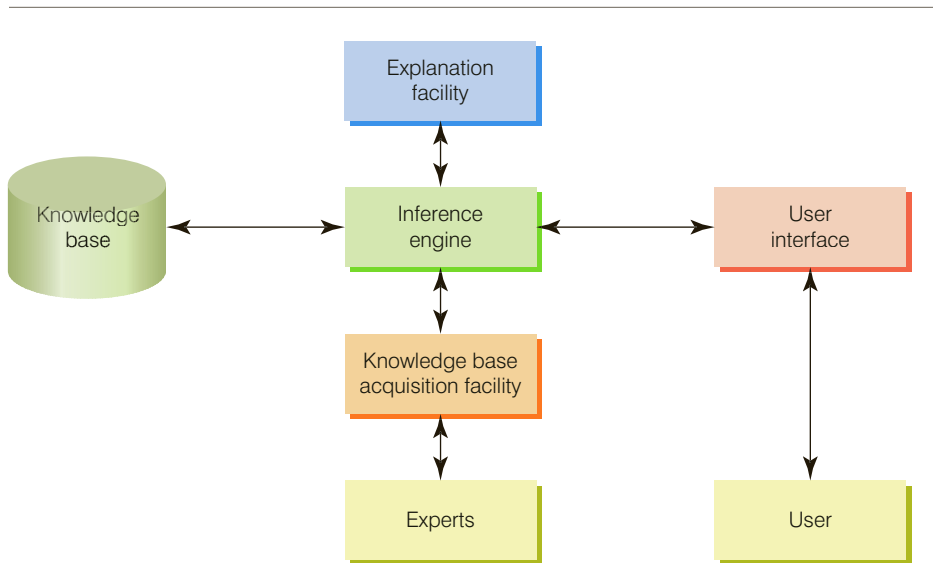 Explanation
facility
Knowledge
base
Inference
engine
User
interface
Knowledge base
acquisition facility
Experts
User